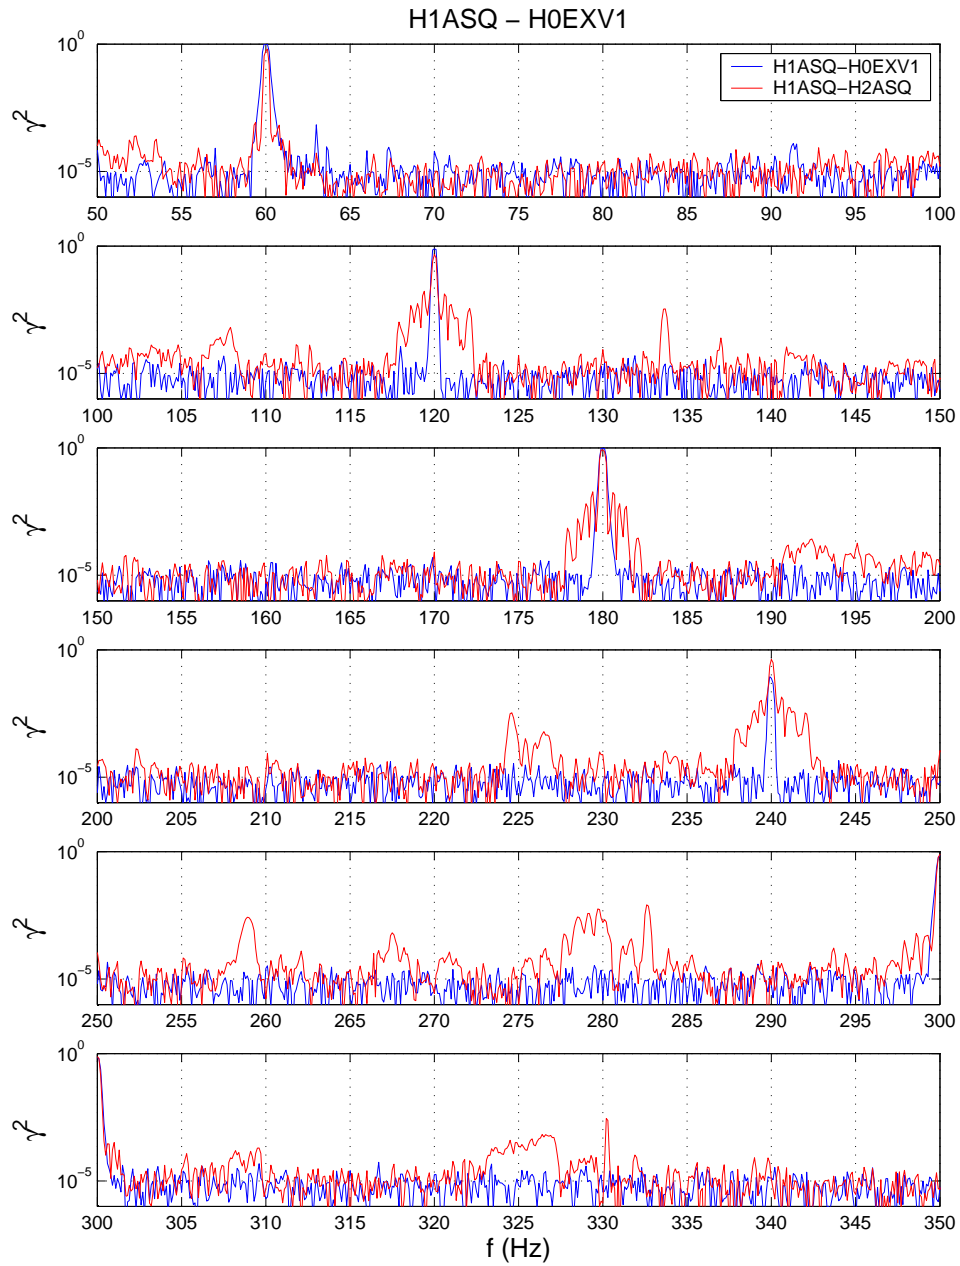 H1ASQ − H0EXV1
10^0
10^−5
γ^2
H1ASQ−H0EXV1
H1ASQ−H2ASQ
50 55 60 65 70 75 80 85 90 95 100
10^0
10^−5
γ^2
100 105 110 115 120 125 130 135 140 145 150
10^0
10^−5
γ^2
150 155 160 165 170 175 180 185 190 195 200
10^0
10^−5
γ^2
200 205 210 215 220 225 230 235 240 245 250
10^0
10^−5
γ^2
250 255 260 265 270 275 280 285 290 295 300
10^0
10^−5
γ^2
300 305 310 315 320 325 330 335 340 345 350
f (Hz)